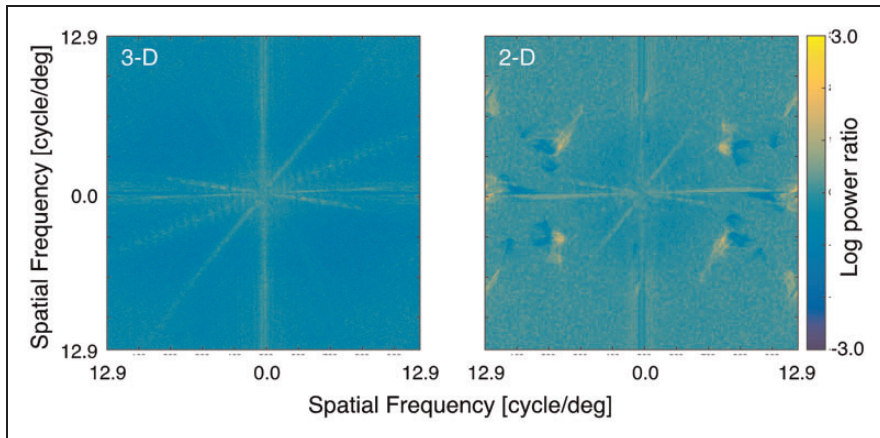 12.9
0.0
12.9
Spatial Frequency [cycle/deg]
3-D
2-D
12.9
0.0
12.9
12.9
0.0
12.9
Spatial Frequency [cycle/deg]
3.0
-3.0
Log power ratio